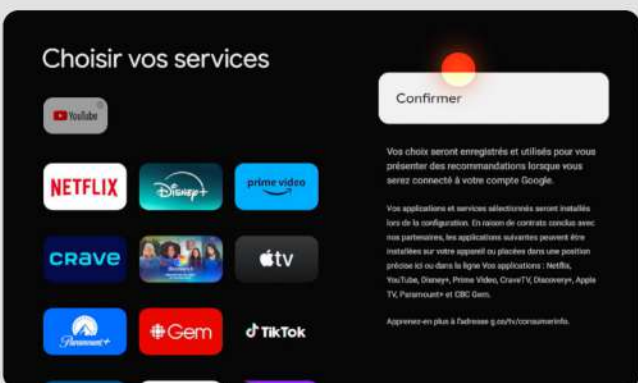 Choisir vos services
Confirmer
YouTube
Vos choix seront enregistrés et utilisés pour vous
présenter des recommandations lorsque vous
serez connecté à votre compte Google.
NETFLIX
Disney+
prime video
Vos applications et services sélectionnés seront installés
lors de la configuration. En raison de contrats conclus avec
nos partenaires, les applications suivantes peuvent être
installées sur votre appareil ou placées dans une position
précise ici ou dans la ligne Vos applications : Netflix,
YouTube, Disney+, Prime Video, CraveTV, Discovery+, Apple
TV, Paramount+ et CBC Gem.
crave
tv
Apprenez-en plus à l'adresse g.co/tv/consumerinfo.
Paramount+
Gem
TikTok